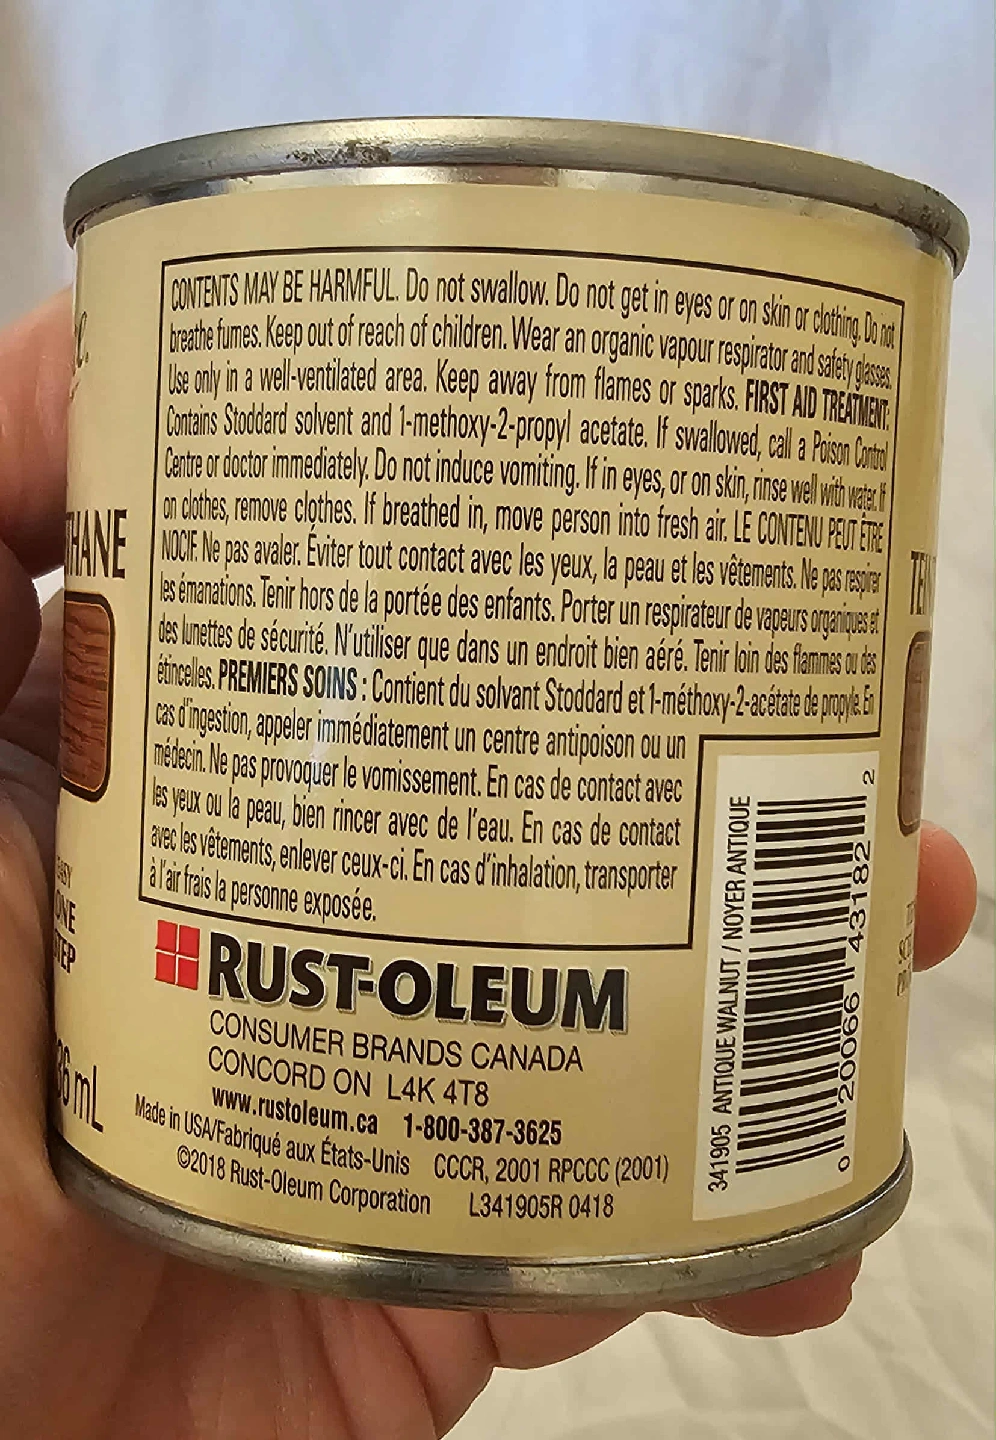 CONTENTS MAY BE HARMFUL. Do not swallow. Do not get in eyes or on skin or clothing. Do not
breathe fumes. Keep out of reach of children. Wear an organic vapour respirator and safety glasses.
Use only in a well-ventilated area. Keep away from flames or sparks. FIRST AID TREATMENT:
Contains Stoddard solvent and 1-methoxy-2-propyl acetate. If swallowed, call a Poison Control
Centre or doctor immediately. Do not induce vomiting. If in eyes, or on skin, rinse well with water. If
on clothes, remove clothes. If breathed in, move person into fresh air. LE CONTENU PEUT ÊTRE
NOCIF. Ne pas avaler. Éviter tout contact avec les yeux, la peau et les vêtements. Ne pas respirer
les émanations. Tenir hors de la portée des enfants. Porter un respirateur de vapeurs organiques et
des lunettes de sécurité. N'utiliser que dans un endroit bien aéré. Tenir loin des flammes ou des
étincelles. PREMIERS SOINS : Contient du solvant Stoddard et 1-méthoxy-2-acétate de propyle. En
cas d'ingestion, appeler immédiatement un centre antipoison ou un
médecin. Ne pas provoquer le vomissement. En cas de contact avec
les yeux ou la peau, bien rincer avec de l'eau. En cas de contact
avec les vêtements, enlever ceux-ci. En cas d'inhalation, transporter
à l'air frais la personne exposée.
RUST-OLEUM
CONSUMER BRANDS CANADA
CONCORD ON L4K 4T8
www.rustoleum.ca 1-800-387-3625
Made in USA/Fabriqué aux États-Unis CCCR, 2001 RPCCC (2001)
©2018 Rust-Oleum Corporation L341905R 0418
341905 ANTIQUE WALNUT / NOYER ANTIQUE
0 20066 43182 2
THANE
ONE
mL